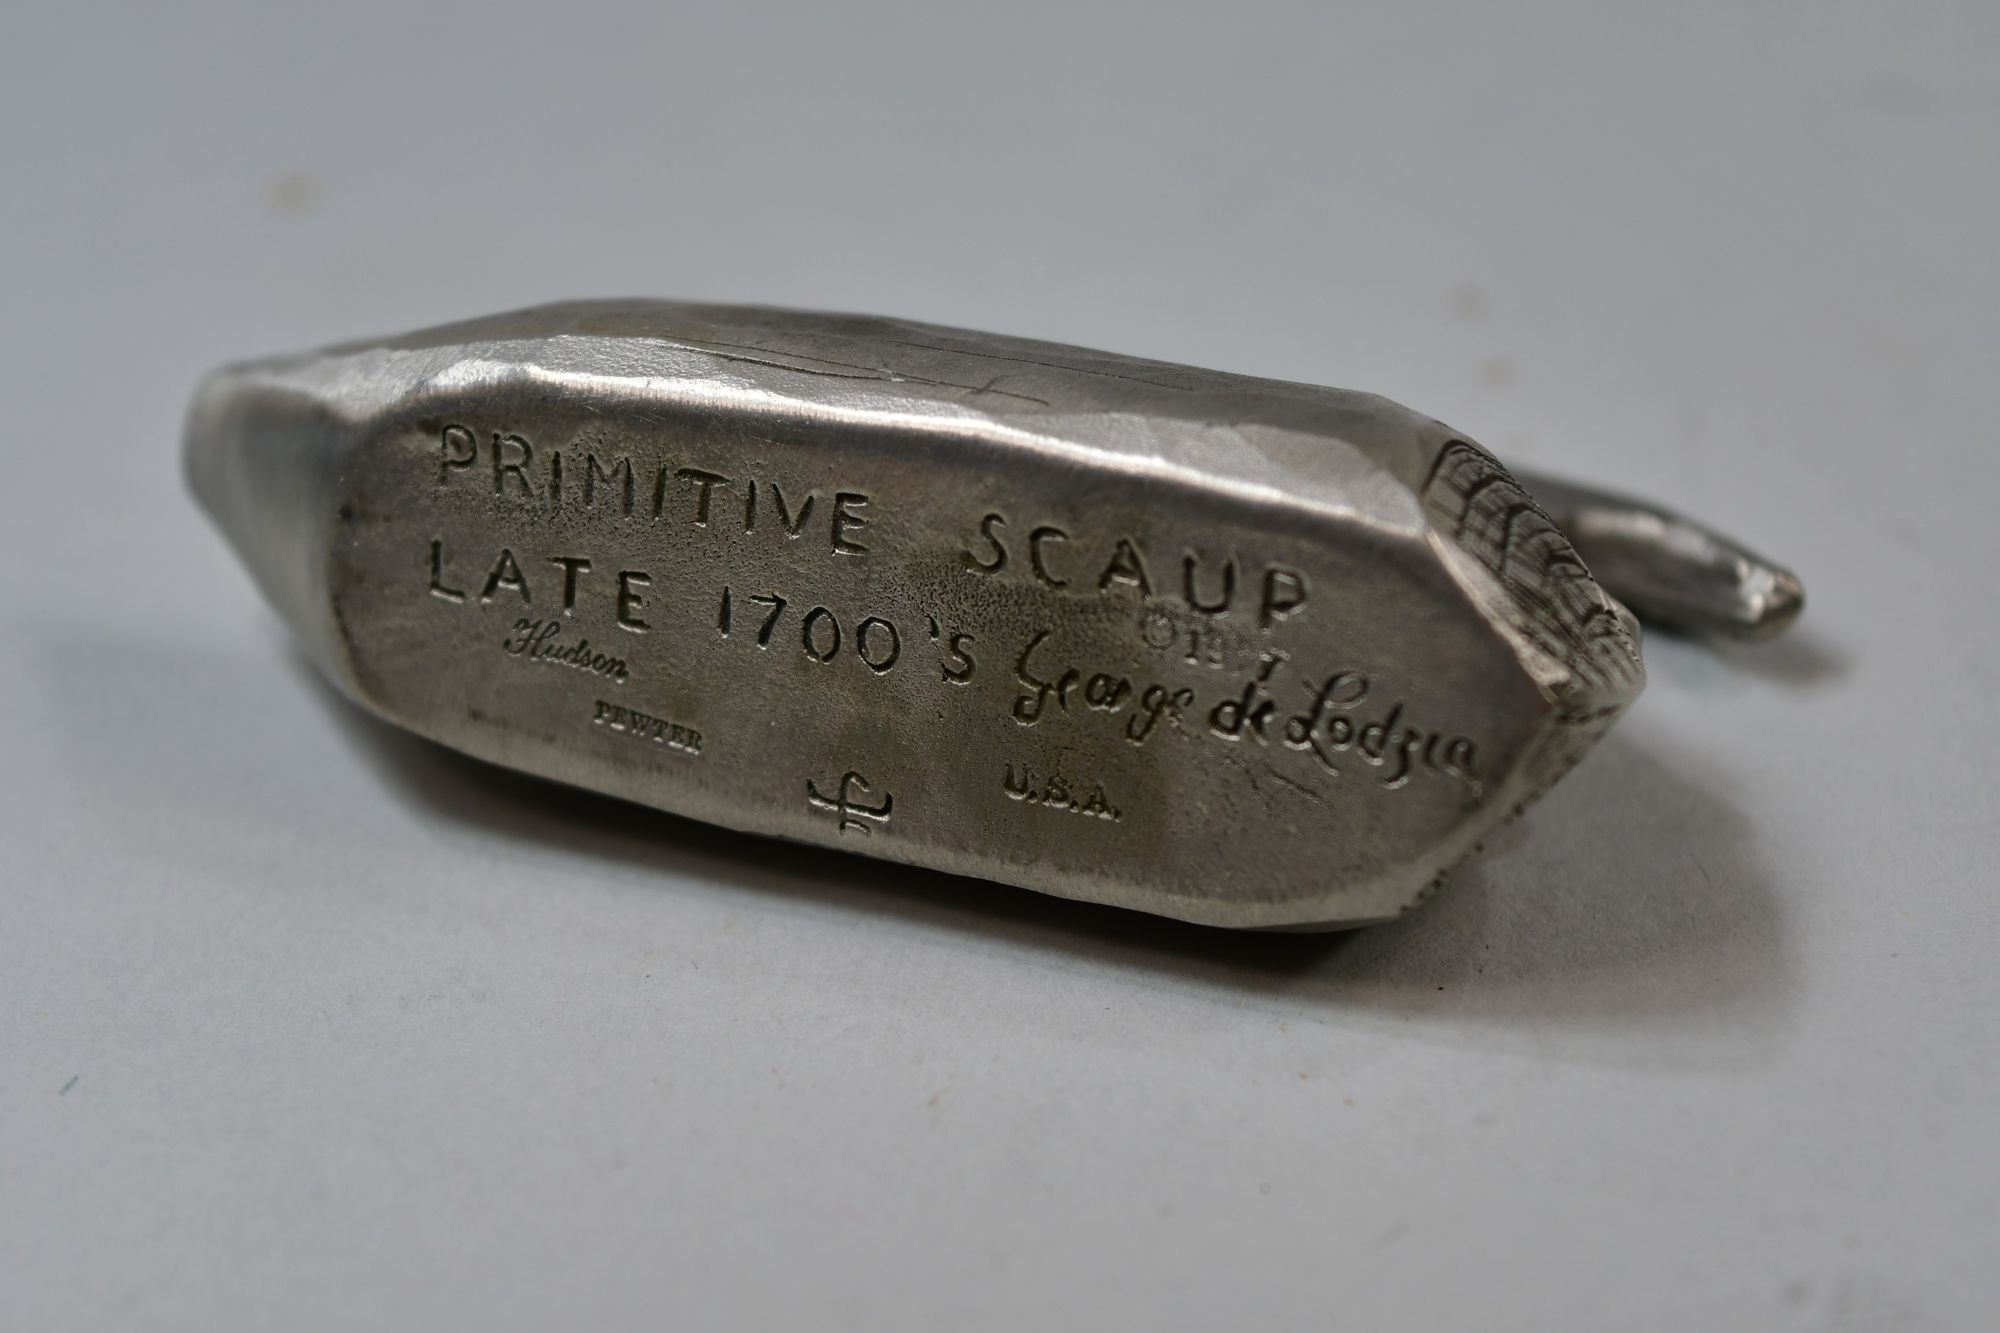 PRIMITIVE SCAUP
LATE 1700'S George de Lodzia
Hudson
PEWTER
U.S.A.